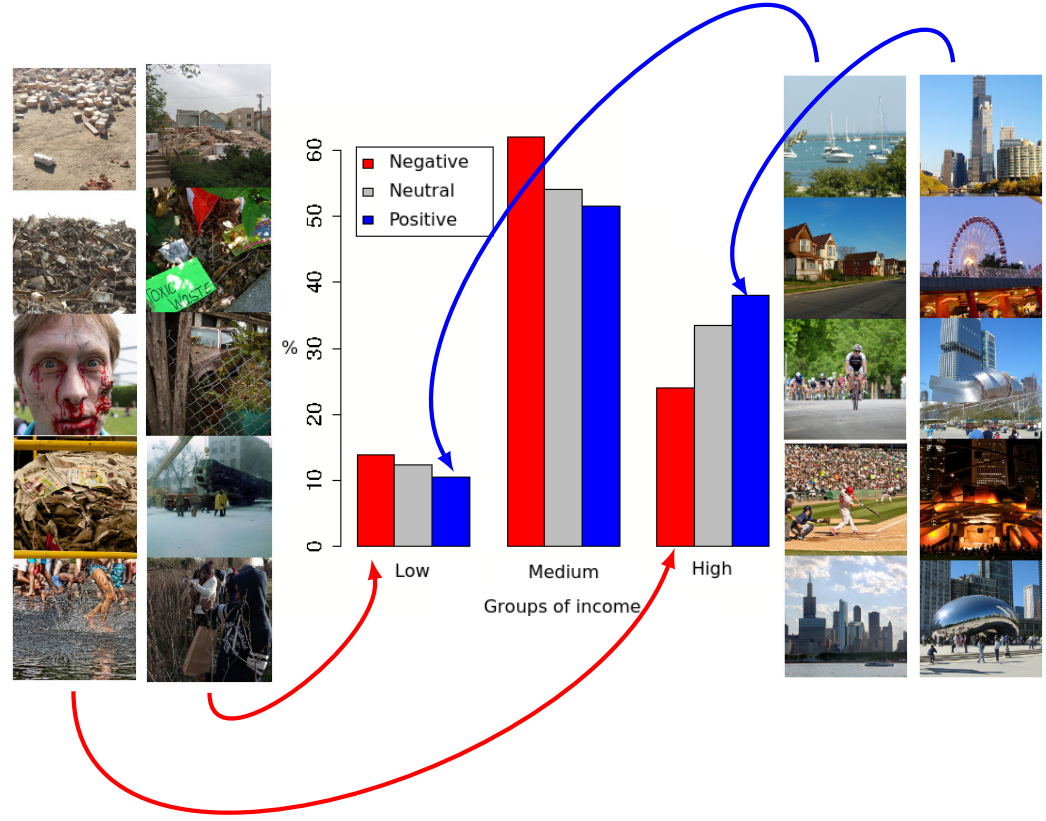 Negative
Neutral
Positive
%
0 10 20 30 40 50 60
Low Medium High
Groups of income
TOXIC
WASTE